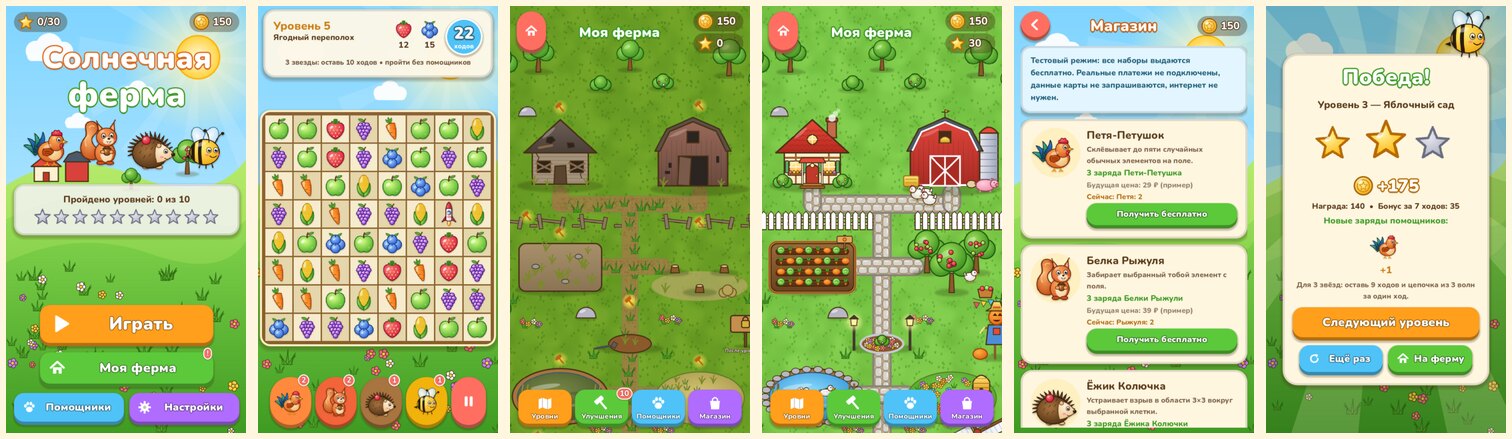 0/30
150
Солнечная
ферма
Пройдено уровней: 0 из 10
Играть
Моя ферма
!
Помощники
Настройки
Уровень 5
Ягодный переполох
12
15
22
ходов
3 звезды: оставь 10 ходов • пройти без помощников
2
2
1
1
Моя ферма
150
0
Уровни
Улучшения
10
Помощники
Магазин
Моя ферма
150
30
Уровни
Улучшения
Помощники
Магазин
Магазин
150
Тестовый режим: все наборы выдаются
бесплатно. Реальные платежи не подключены,
данные карты не запрашиваются, интернет не
нужен.
Петя-Петушок
Склёвывает до пяти случайных
обычных элементов на поле.
3 заряда Пети-Петушка
Будущая цена: 29 ₽ (пример)
Сейчас: Петя: 2
Получить бесплатно
Белка Рыжуля
Забирает выбранный тобой элемент с
поля.
3 заряда Белки Рыжули
Будущая цена: 39 ₽ (пример)
Сейчас: Рыжуля: 2
Получить бесплатно
Ёжик Колючка
Устраивает взрыв в области 3×3 вокруг
выбранной клетки.
3 заряда Ёжика Колючки
Победа!
Уровень 3 — Яблочный сад
+175
Награда: 140 • Бонус за 7 ходов: 35
Новые заряды помощников:
+1
Для 3 звёзд: оставь 9 ходов и цепочка из 3 волн
за один ход.
Следующий уровень
Ещё раз
На ферму